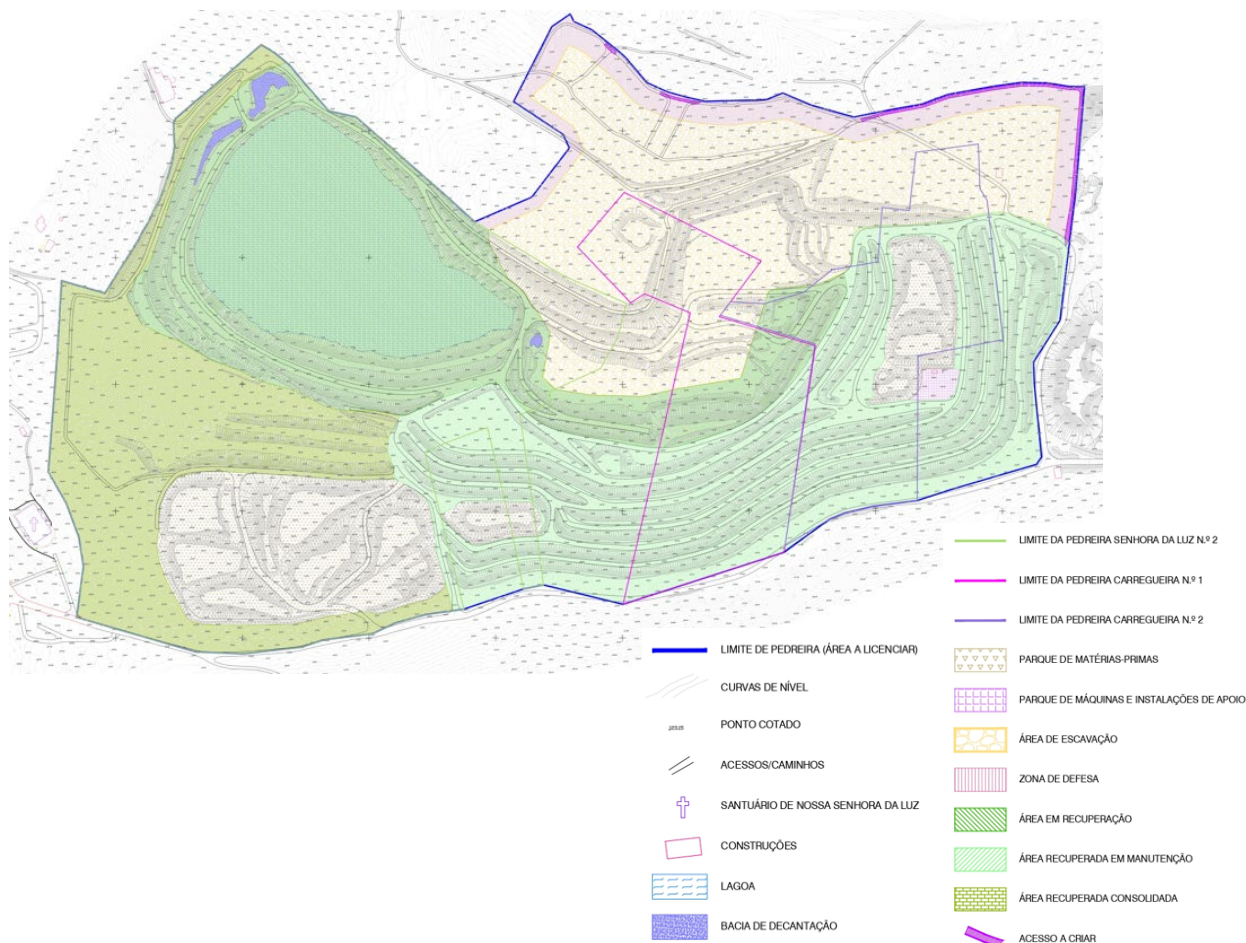 LIMITE DE PEDREIRA (ÁREA A LICENCIAR)
CURVAS DE NÍVEL
PONTO COTADO
ACESSOS/CAMINHOS
SANTUÁRIO DE NOSSA SENHORA DA LUZ
CONSTRUÇÕES
LAGOA
BACIA DE DECANTAÇÃO
LIMITE DA PEDREIRA SENHORA DA LUZ N.º 2
LIMITE DA PEDREIRA CARREGUEIRA N.º 1
LIMITE DA PEDREIRA CARREGUEIRA N.º 2
PARQUE DE MATÉRIAS-PRIMAS
PARQUE DE MÁQUINAS E INSTALAÇÕES DE APOIO
ÁREA DE ESCAVAÇÃO
ZONA DE DEFESA
ÁREA EM RECUPERAÇÃO
ÁREA RECUPERADA EM MANUTENÇÃO
ÁREA RECUPERADA CONSOLIDADA
ACESSO A CRIAR